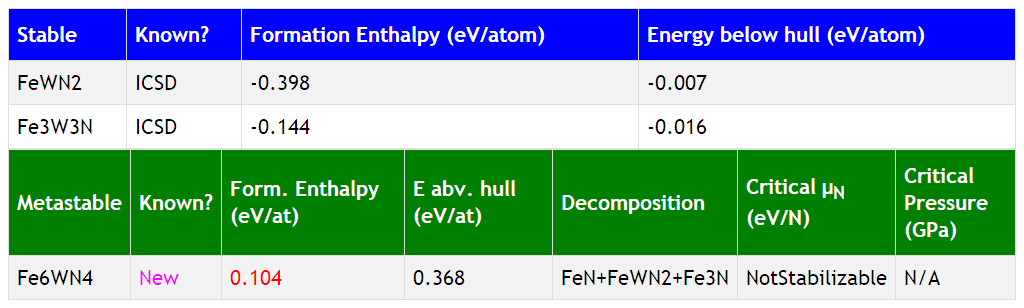 Stable Known? Formation Enthalpy (eV/atom) Energy below hull (eV/atom)
FeWN2 ICSD -0.398 -0.007
Fe3W3N ICSD -0.144 -0.016
Metastable Known? Form. Enthalpy (eV/at) E abv. hull (eV/at) Decomposition Critical μN (eV/N) Critical Pressure (GPa)
Fe6WN4 New 0.104 0.368 FeN+FeWN2+Fe3N NotStabilizable N/A